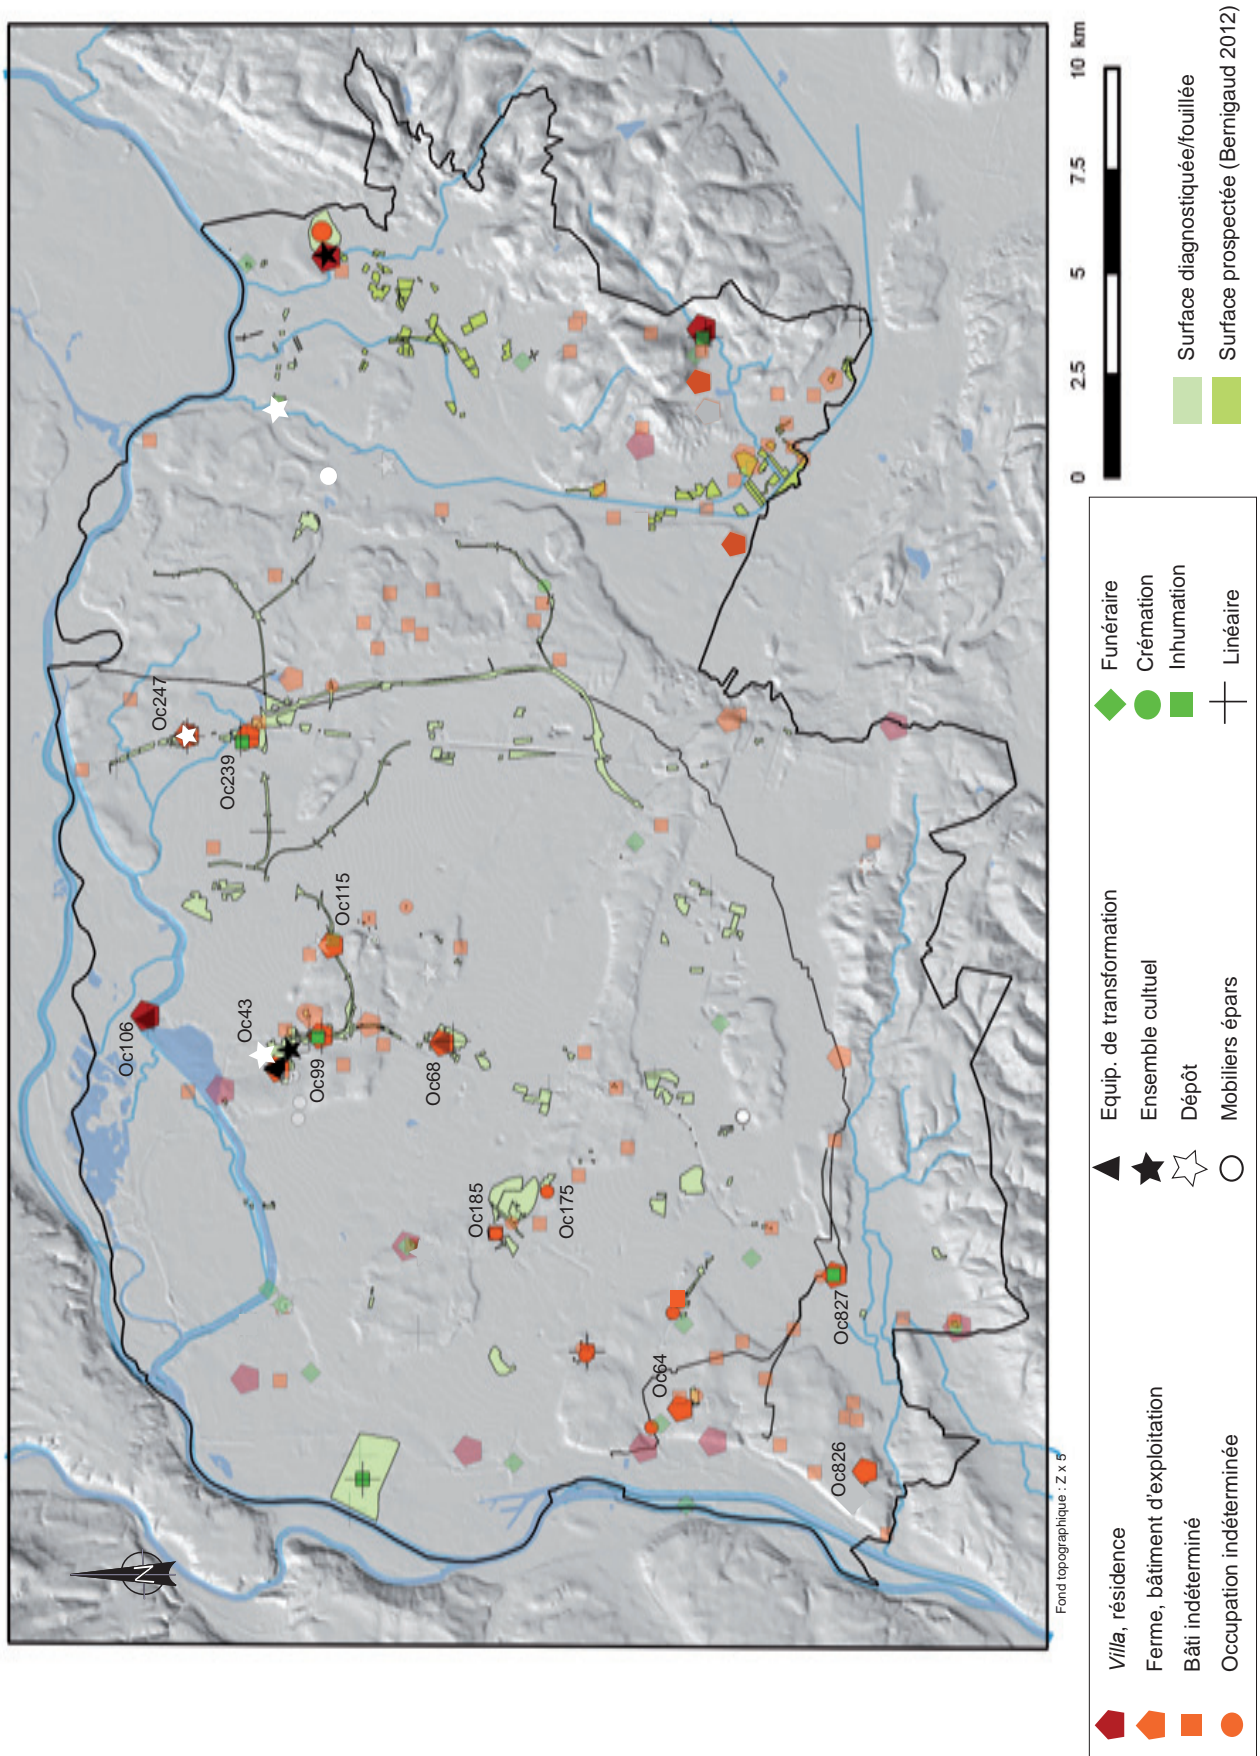 N
Oc106
Oc43
Oc99
Oc68
Oc115
Oc239
Oc247
Oc185
Oc175
Oc64
Oc827
Oc826
Fond topographique : Z x 5
0 2.5 5 7.5 10 km
Villa, résidence
Ferme, bâtiment d'exploitation
Bâti indéterminé
Occupation indéterminée
Equip. de transformation
Ensemble cultuel
Dépôt
Mobiliers épars
Funéraire
Crémation
Inhumation
Linéaire
Surface diagnostiquée/fouillée
Surface prospectée (Bernigaud 2012)